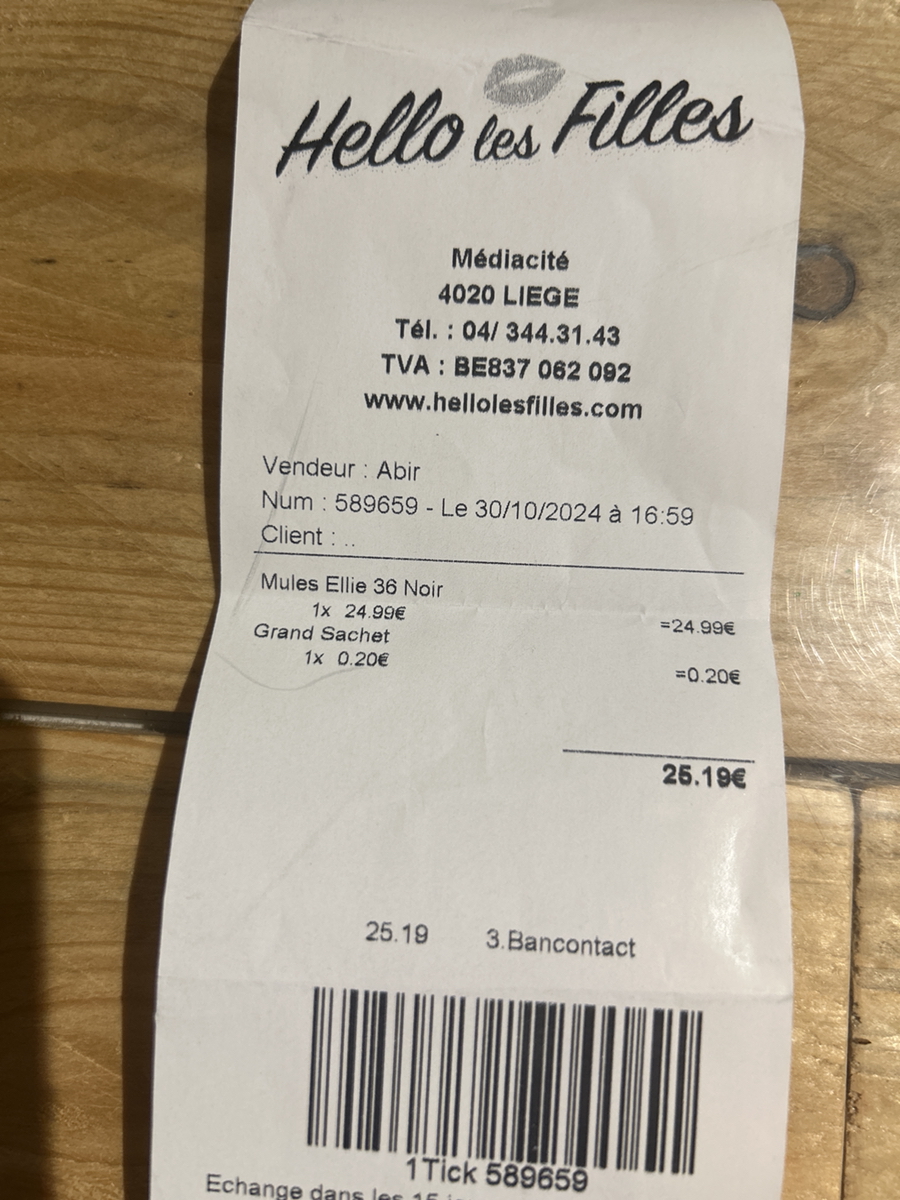 Hello les Filles
Médiacité
4020 LIEGE
Tél. : 04/ 344.31.43
TVA : BE837 062 092
www.hellolesfilles.com
Vendeur : Abir
Num : 589659 - Le 30/10/2024 à 16:59
Client : ..
Mules Ellie 36 Noir
1x 24.99€ =24.99€
Grand Sachet
1x 0.20€ =0.20€
25.19€
25.19 3.Bancontact
1Tick 589659
Echange dans les 15